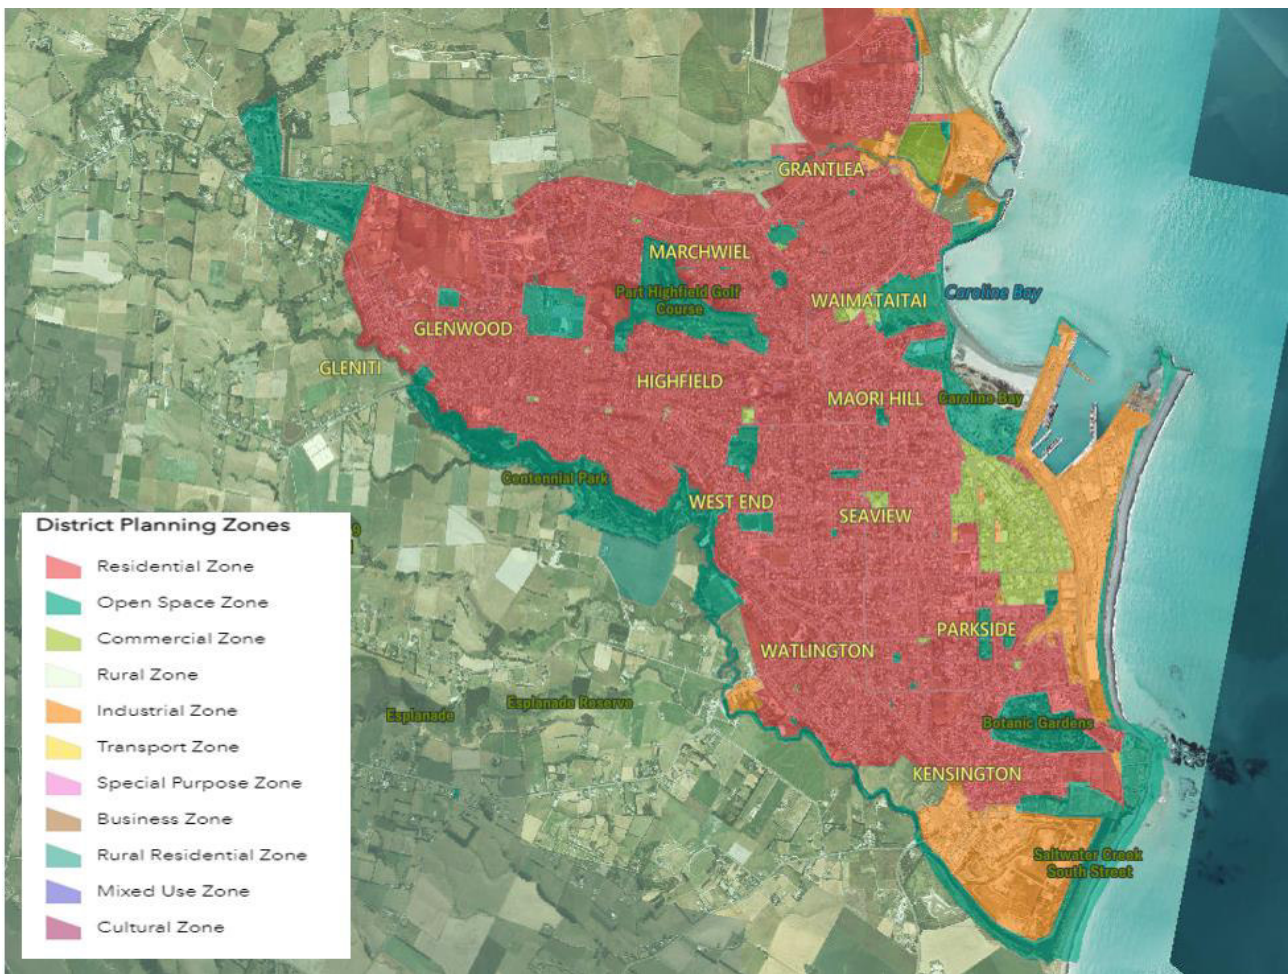 GRANTLEA
MARCHWIEL
Part Highfield Golf
Course
WAIMATAITAI
Caroline Bay
GLENWOOD
GLENITI
HIGHFIELD
MAORI HILL
Caroline Bay
Centennial Park
WEST END
SEAVIEW
PARKSIDE
WATLINGTON
Esplanade
Esplanade Reserve
Botanic Gardens
KENSINGTON
Saltwater Creek
South Street
District Planning Zones
Residential Zone
Open Space Zone
Commercial Zone
Rural Zone
Industrial Zone
Transport Zone
Special Purpose Zone
Business Zone
Rural Residential Zone
Mixed Use Zone
Cultural Zone